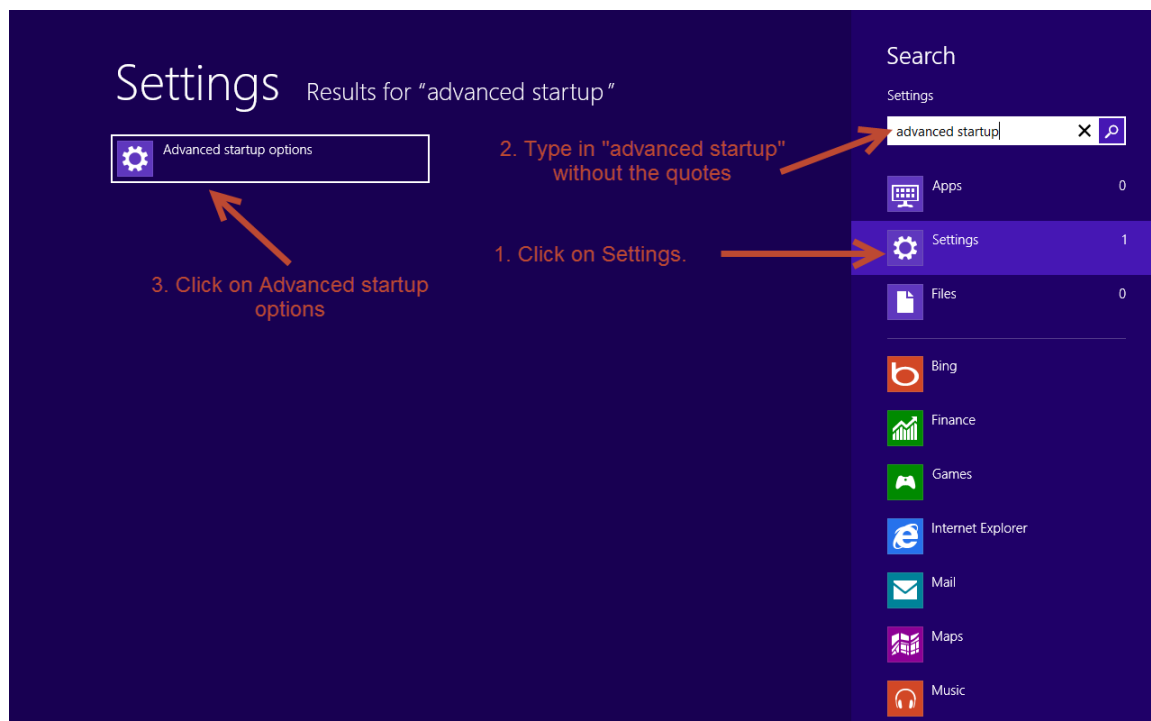 Settings Results for "advanced startup"
Advanced startup options
2. Type in "advanced startup"
without the quotes
1. Click on Settings.
3. Click on Advanced startup
options
Search
Settings
advanced startup
Apps 0
Settings 1
Files 0
Bing
Finance
Games
Internet Explorer
Mail
Maps
Music